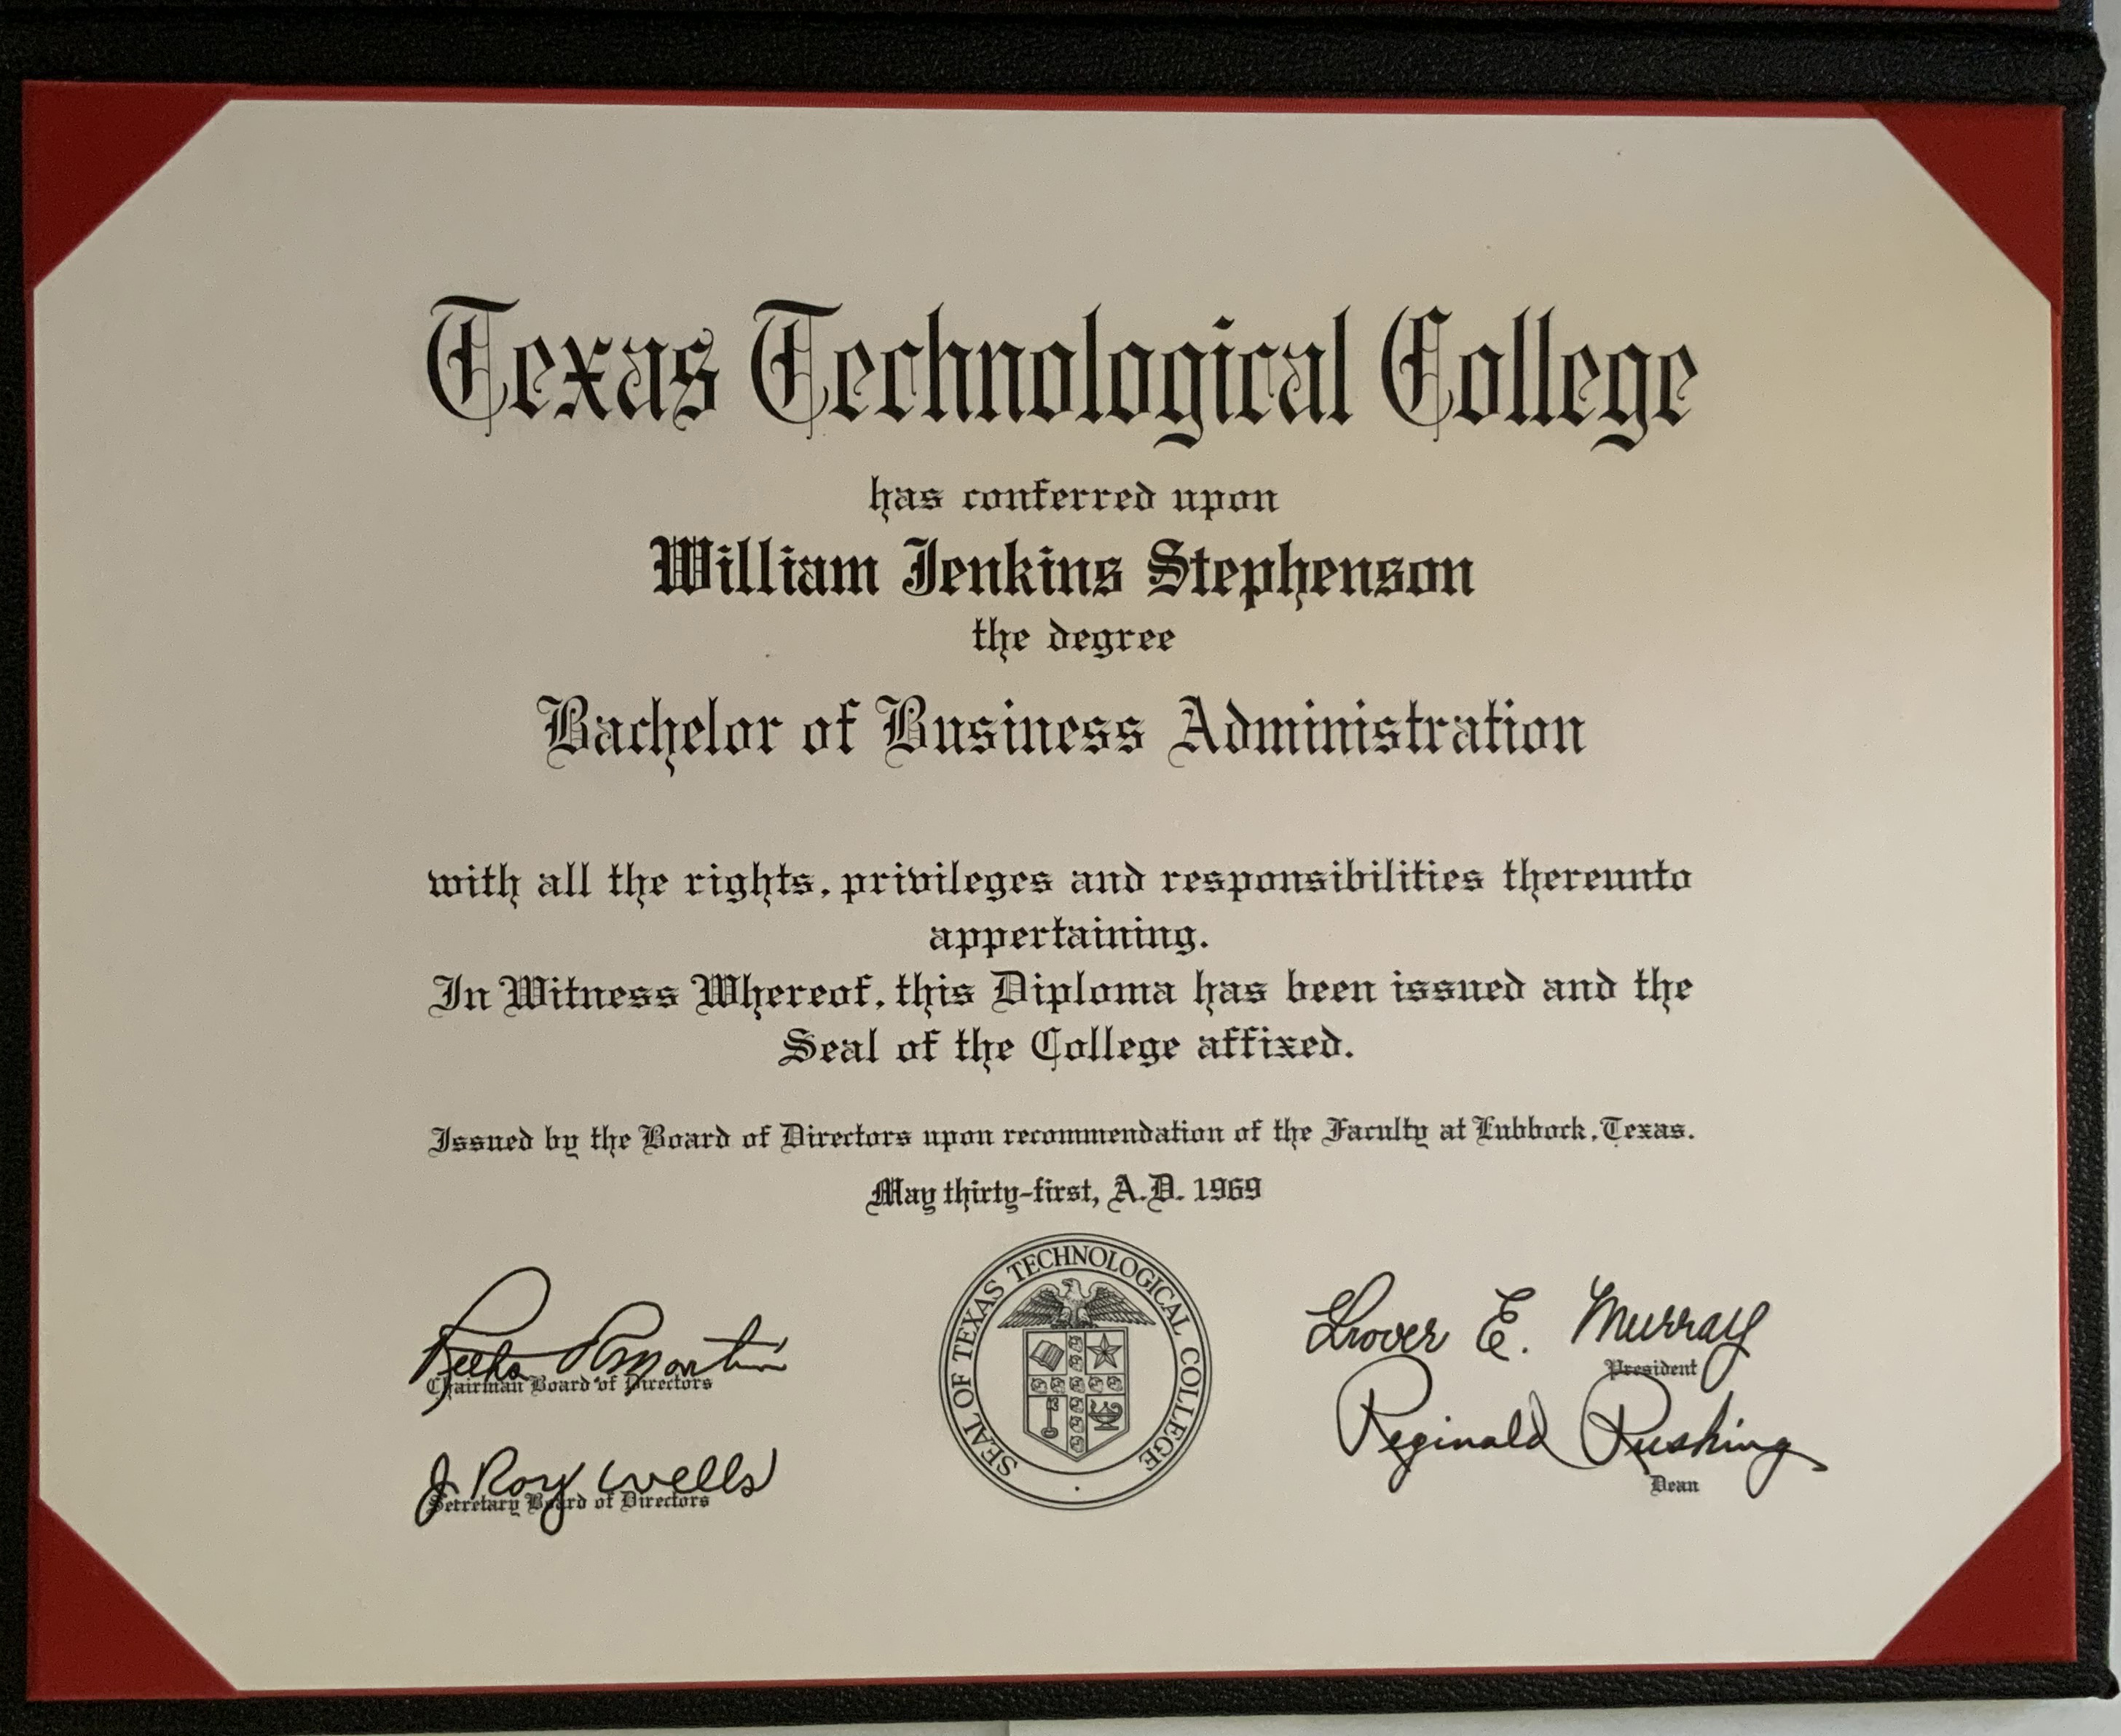 Texas Technological College
has conferred upon
William Jenkins Stephenson
the degree
Bachelor of Business Administration
with all the rights, privileges and responsibilities thereunto
appertaining.
In Witness Whereof, this Diploma has been issued and the
Seal of the College affixed.
Issued by the Board of Directors upon recommendation of the Faculty at Lubbock, Texas.
May thirty-first, A.D. 1969
Martin
Chairman Board of Directors
J Roy Wells
Secretary Board of Directors
SEAL OF TEXAS TECHNOLOGICAL COLLEGE
Grover E. Murray
President
Reginald Rushing
Dean